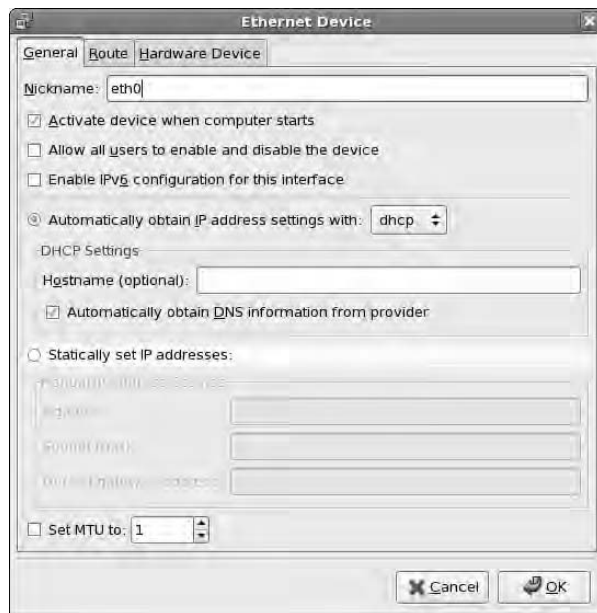 Ethernet Device
General Route Hardware Device
Nickname: eth0
Activate device when computer starts
Allow all users to enable and disable the device
Enable IPv6 configuration for this interface
Automatically obtain IP address settings with: dhcp
DHCP Settings
Hostname (optional):
Automatically obtain DNS information from provider
Statically set IP addresses:
Set MTU to: 1
Cancel OK